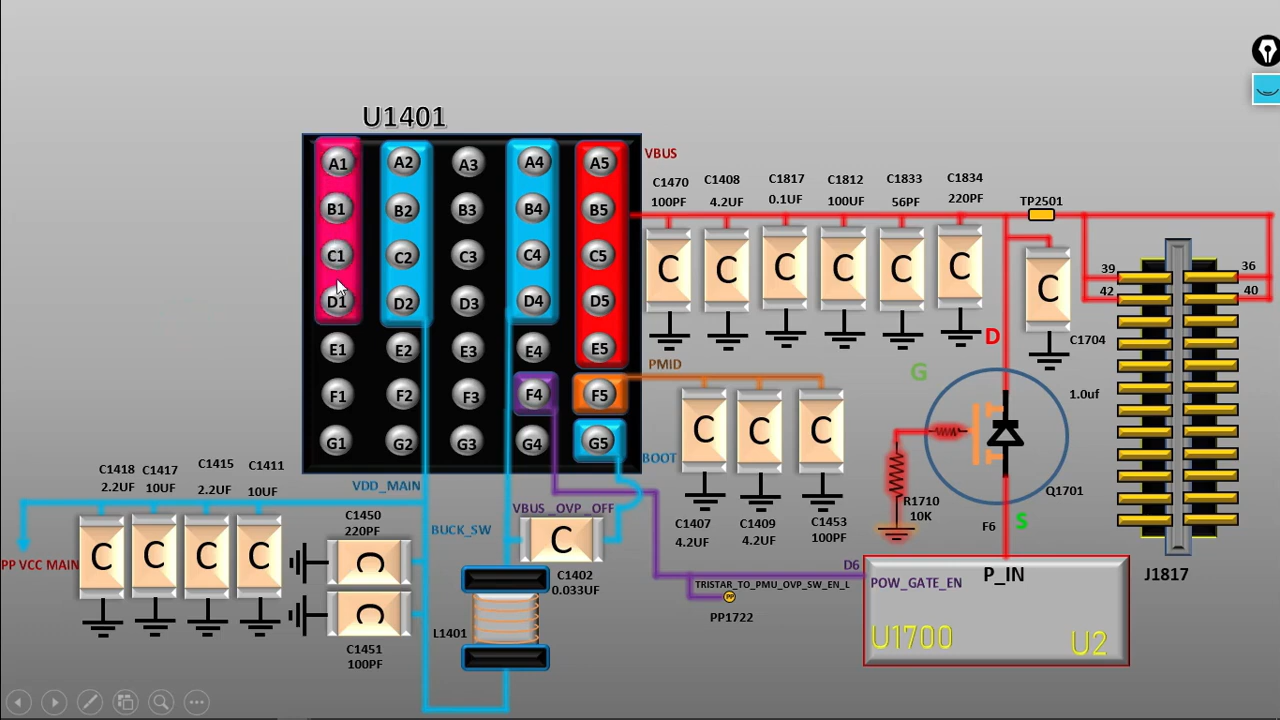 U1401
A1 A2 A3 A4 A5
B1 B2 B3 B4 B5
C1 C2 C3 C4 C5
D1 D2 D3 D4 D5
E1 E2 E3 E4 E5
F1 F2 F3 F4 F5
G1 G2 G3 G4 G5
VBUS
C1470
100PF
C1408
4.2UF
C1817
0.1UF
C1812
100UF
C1833
56PF
C1834
220PF
TP2501
C C C C C C
C
C1704
1.0uf
39
42
36
40
J1817
D
G
S
Q1701
R1710
10K
F6
PMID
C C C
C1407
4.2UF
C1409
4.2UF
C1453
100PF
BOOT
VDD_MAIN
BUCK_SW
VBUS_OVP_OFF
C
C1402
0.033UF
L1401
C1418
2.2UF
C1417
10UF
C1415
2.2UF
C1411
10UF
C C C C
PP VCC MAIN
C1450
220PF
C
C
C1451
100PF
D6
TRISTAR_TO_PMU_OVP_SW_EN_L
PP
PP1722
POW_GATE_EN
P_IN
U1700
U2